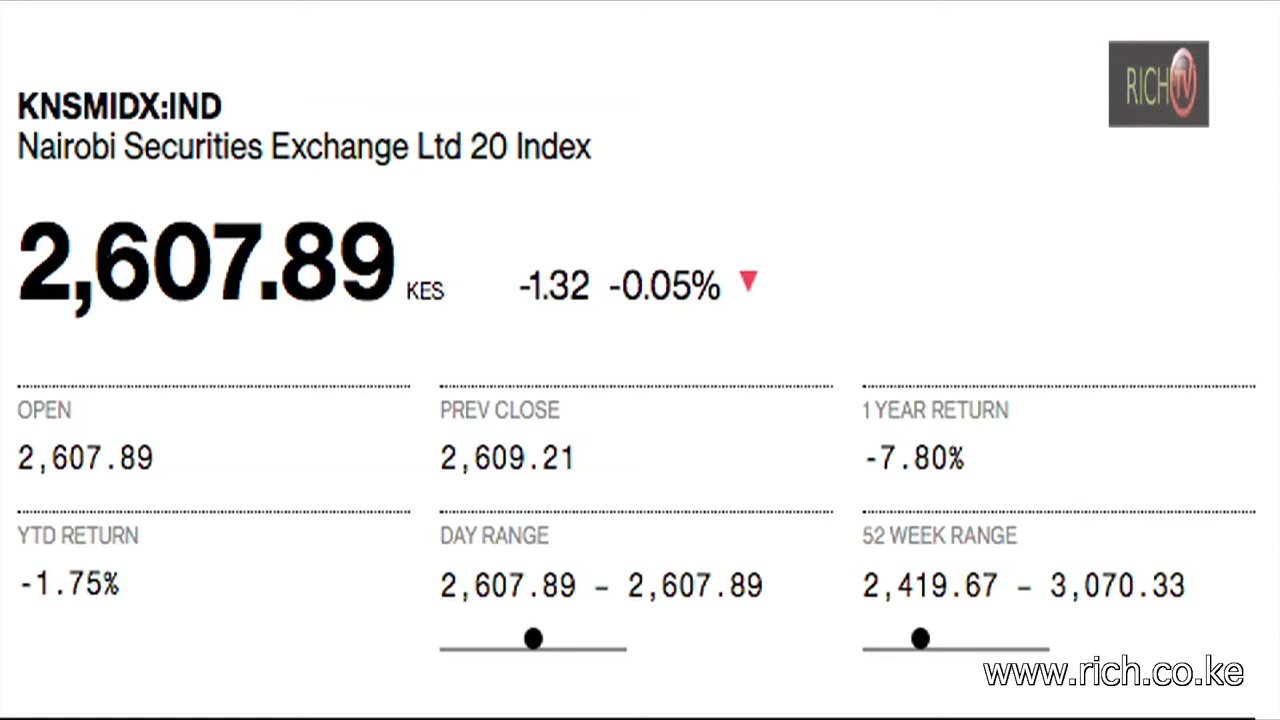 RICH TV
KNSMIDX:IND
Nairobi Securities Exchange Ltd 20 Index
2,607.89 KES -1.32 -0.05% ▼
OPEN
2,607.89
PREV CLOSE
2,609.21
1 YEAR RETURN
-7.80%
YTD RETURN
-1.75%
DAY RANGE
2,607.89 – 2,607.89
52 WEEK RANGE
2,419.67 – 3,070.33
www.rich.co.ke